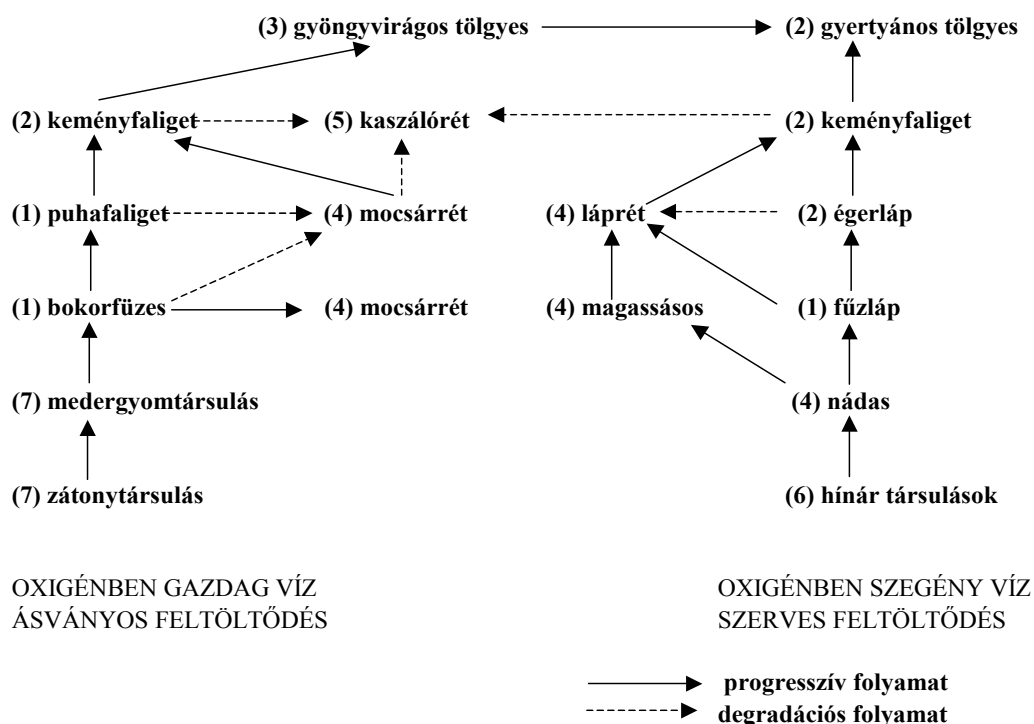 (3) gyöngyvirágos tölgyes (2) gyertyános tölgyes
(2) keményfaliget (5) kaszálórét (2) keményfaliget
(1) puhafaliget (4) mocsárrét (4) láprét (2) égerláp
(1) bokorfüzes (4) mocsárrét (4) magassásos (1) fűzláp
(7) medergyomtársulás (4) nádas
(7) zátonytársulás (6) hínár társulások
OXIGÉNBEN GAZDAG VÍZ OXIGÉNBEN SZEGÉNY VÍZ
ÁSVÁNYOS FELTÖLTŐDÉS SZERVES FELTÖLTŐDÉS
progresszív folyamat
degradációs folyamat